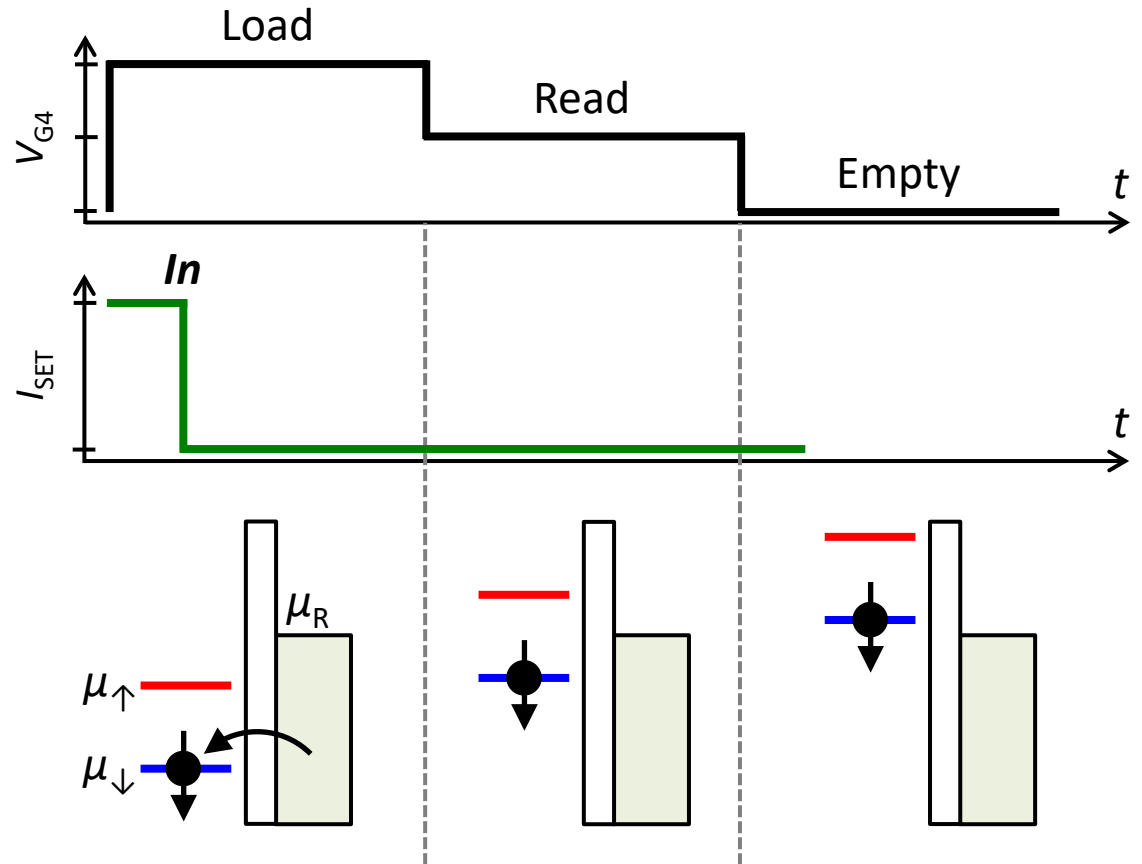 Load
Read
Empty
V_G4
t
In
I_SET
t
μ_R
μ_↑
μ_↓